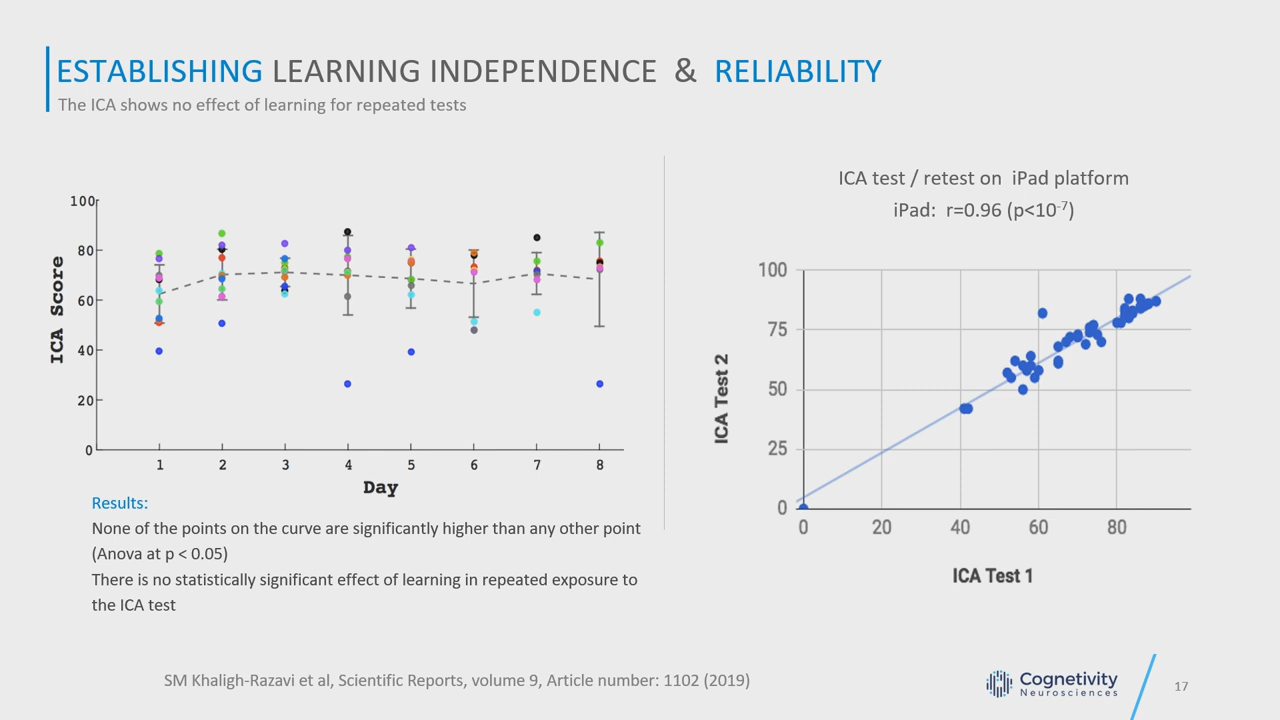 ESTABLISHING LEARNING INDEPENDENCE & RELIABILITY
The ICA shows no effect of learning for repeated tests
100
80
60
40
20
0
ICA Score
1 2 3 4 5 6 7 8
Day
Results:
None of the points on the curve are significantly higher than any other point
(Anova at p < 0.05)
There is no statistically significant effect of learning in repeated exposure to
the ICA test
ICA test / retest on iPad platform
iPad: r=0.96 (p<10⁻⁷)
100
75
50
25
0
ICA Test 2
0 20 40 60 80
ICA Test 1
SM Khaligh-Razavi et al, Scientific Reports, volume 9, Article number: 1102 (2019)
Cognetivity
Neurosciences
17